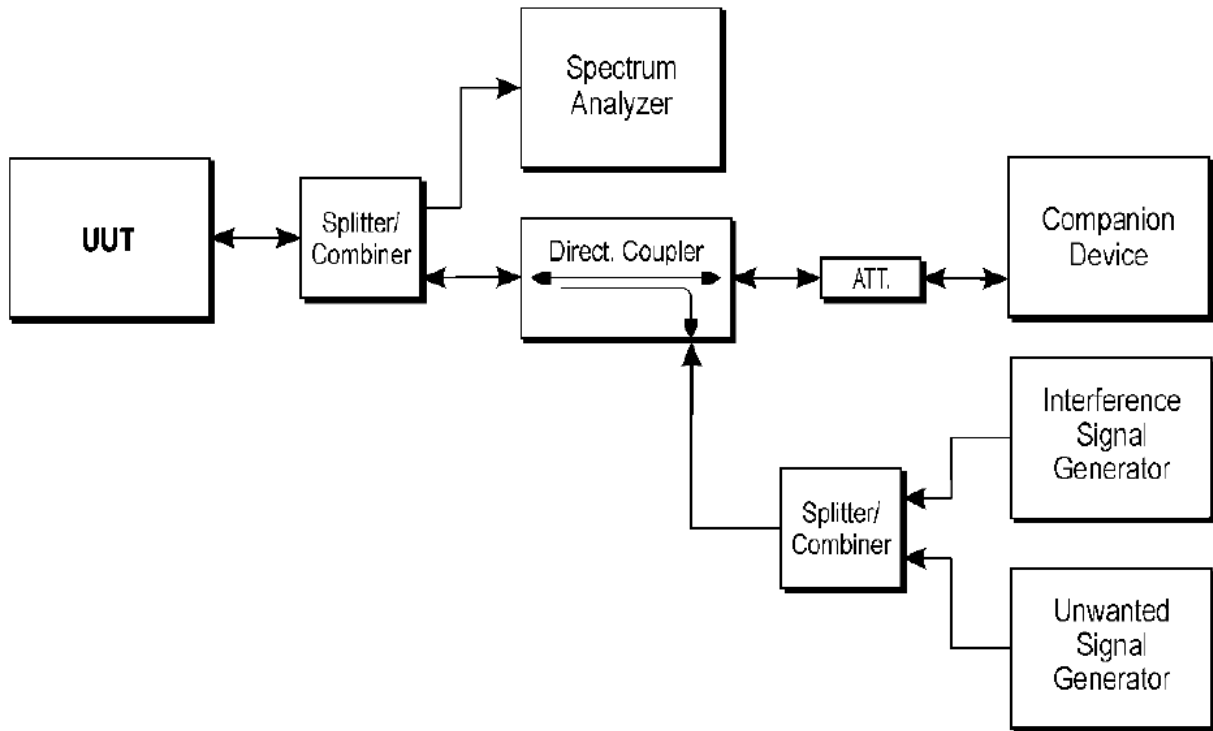 Spectrum
Analyzer
UUT
Splitter/
Combiner
Direct. Coupler
ATT.
Companion
Device
Interference
Signal
Generator
Splitter/
Combiner
Unwanted
Signal
Generator